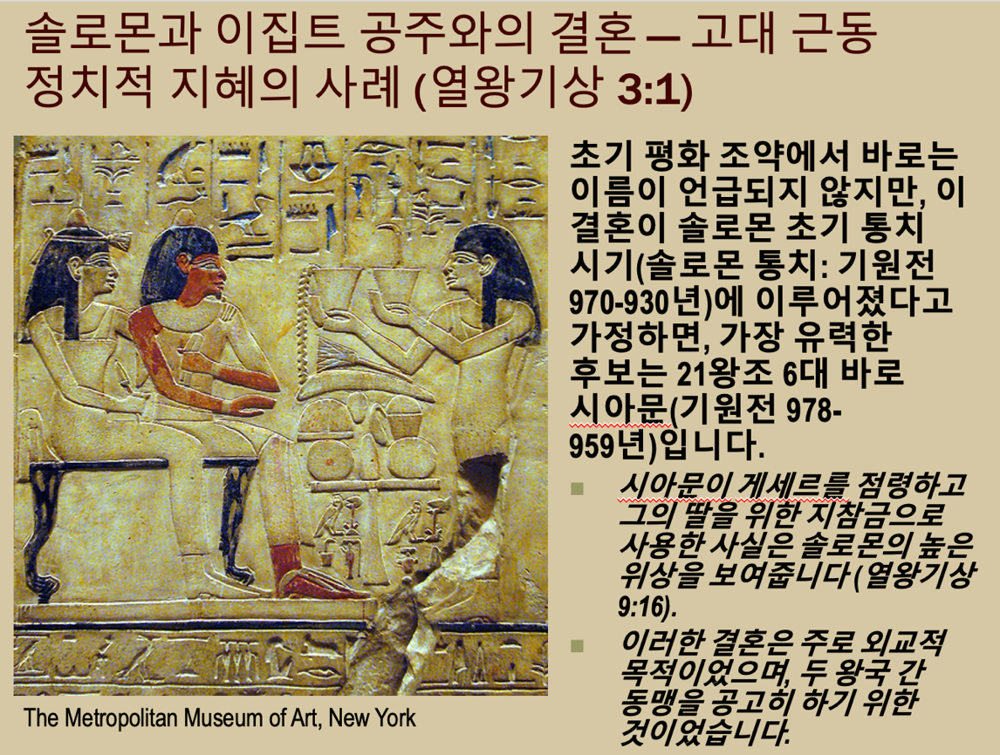 솔로몬과 이집트 공주와의 결혼 — 고대 근동
정치적 지혜의 사례 (열왕기상 3:1)
초기 평화 조약에서 바로는
이름이 언급되지 않지만, 이
결혼이 솔로몬 초기 통치
시기(솔로몬 통치: 기원전
970-930년)에 이루어졌다고
가정하면, 가장 유력한
후보는 21왕조 6대 바로
시아문(기원전 978-
959년)입니다.
시아문이 게세르를 점령하고
그의 딸을 위한 지참금으로
사용한 사실은 솔로몬의 높은
위상을 보여줍니다 (열왕기상
9:16).
이러한 결혼은 주로 외교적
목적이었으며, 두 왕국 간
동맹을 공고히 하기 위한
것이었습니다.
The Metropolitan Museum of Art, New York